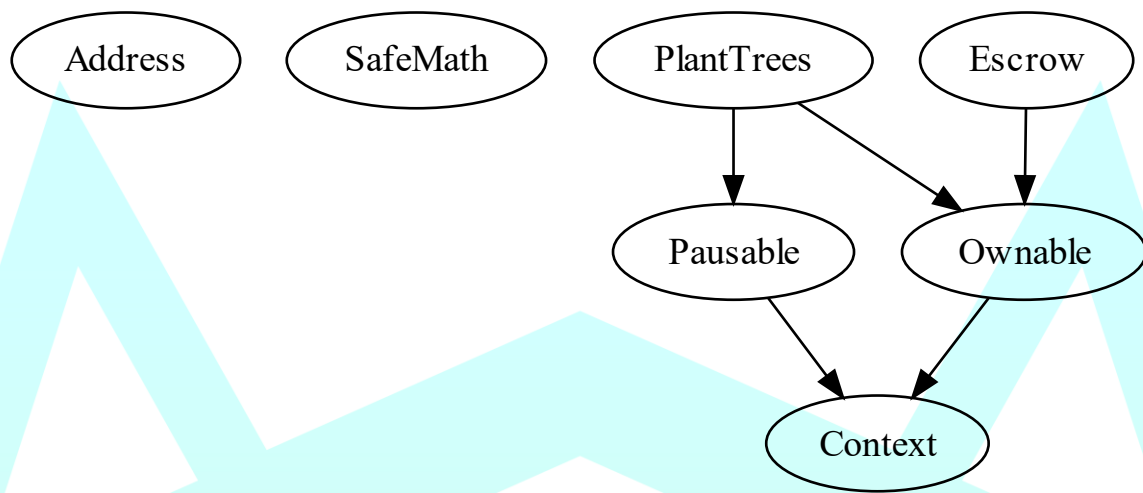 Address
SafeMath
PlantTrees
Escrow
Pausable
Ownable
Context